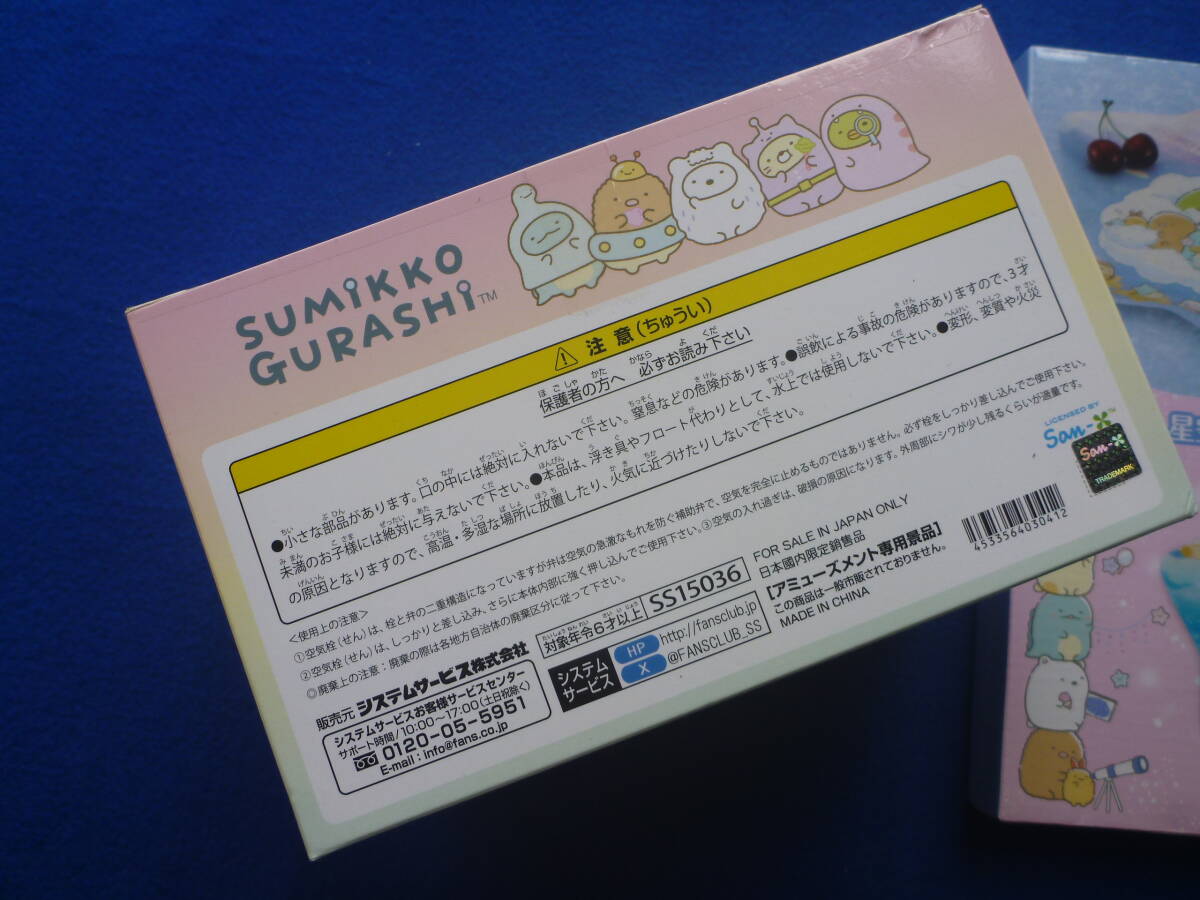 SUMIKKO
GURASHI™
⚠ 注意(ちゅうい)
保護者の方へ 必ずお読み下さい
●小さな部品があります。口の中には絶対に入れないで下さい。窒息などの危険があります。●誤飲による事故の危険がありますので、3才
未満のお子様には絶対に与えないで下さい。●本品は、浮き具やフロート代わりとして、水上では使用しないで下さい。●変形、変質や火災
の原因となりますので、高温・多湿な場所に放置したり、火気に近づけたりしないで下さい。
<使用上の注意>
①空気栓(せん)は、栓と弁の二重構造になっていますが弁は空気の急激なもれを防ぐ補助弁で、空気を完全に止めるものではありません。必ず栓をしっかり差し込んでご使用下さい。
②空気栓(せん)は、しっかりと差し込み、さらに本体内部に強く押し込んでご使用下さい。③空気の入れ過ぎは、破損の原因になります。外周部にシワが少し残るくらいが適量です。
◎廃棄上の注意:廃棄の際は各地方自治体の廃棄区分に従って下さい。
販売元 システムサービス株式会社
システムサービスお客様サービスセンター
サポート時間/10:00~17:00(土日祝除く)
0120-05-5951
E-mail:info@fans.co.jp
対象年令6才以上
SS15036
システム
サービス
HP http://fansclub.jp
X @FANSCLUB_SS
FOR SALE IN JAPAN ONLY
日本國内限定銷售品
【アミューズメント専用景品】
この商品は一般市販されておりません。
MADE IN CHINA
4533564030412
LICENSED BY
San-X™
San-X
TRADEMARK
星